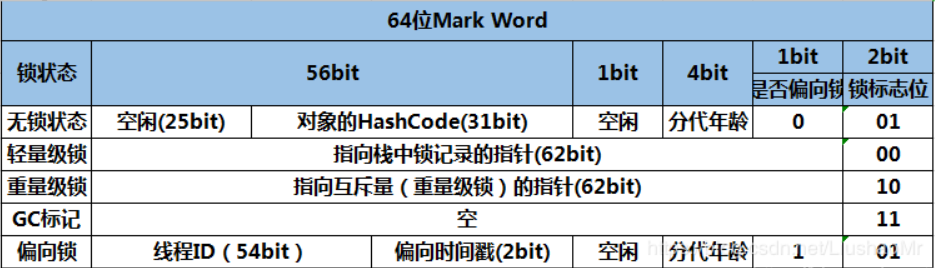 64位Mark Word
锁状态 56bit 1bit 4bit 1bit 2bit
是否偏向锁 锁标志位
无锁状态 空闲(25bit) 对象的HashCode(31bit) 空闲 分代年龄 0 01
轻量级锁 指向栈中锁记录的指针(62bit) 00
重量级锁 指向互斥量(重量级锁)的指针(62bit) 10
GC标记 空 11
偏向锁 线程ID(54bit) 偏向时间戳(2bit) 空闲 分代年龄 1 01